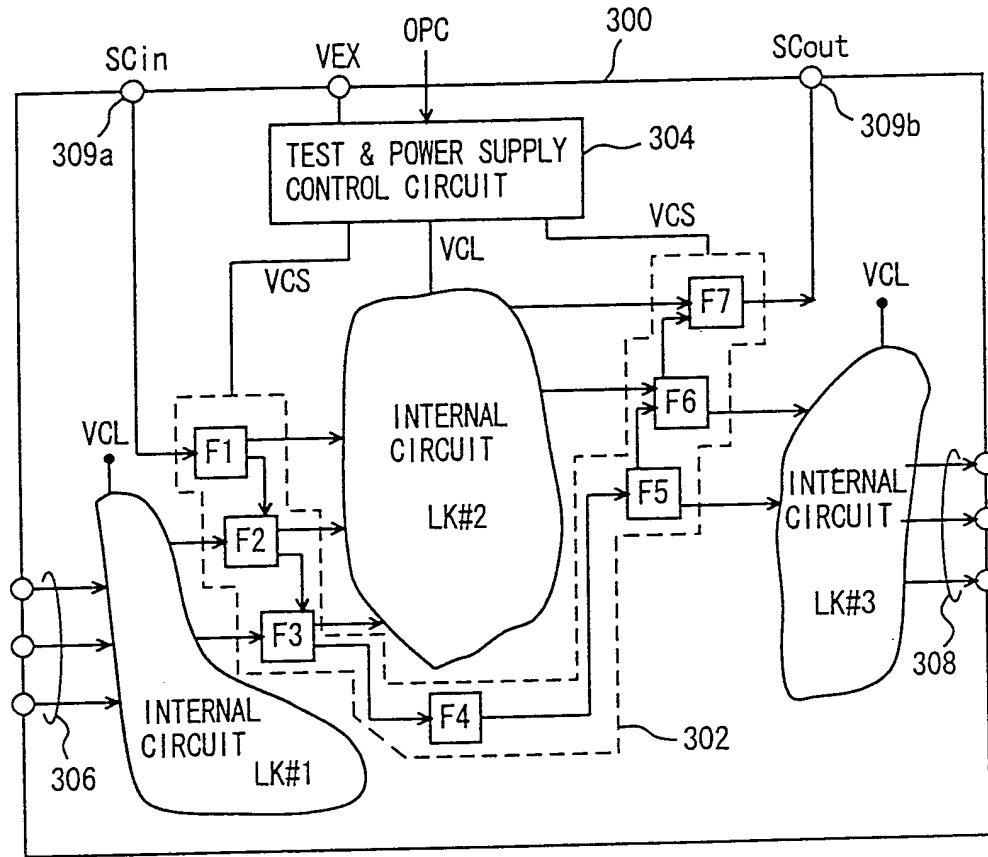 OPC
300
SCin
VEX
SCout
309a
309b
TEST & POWER SUPPLY
CONTROL CIRCUIT
304
VCS
VCL
VCS
F7
VCL
F6
INTERNAL
CIRCUIT
LK#2
F1
VCL
F5
F2
INTERNAL
CIRCUIT
LK#3
F3
308
F4
302
INTERNAL
CIRCUIT
LK#1
306